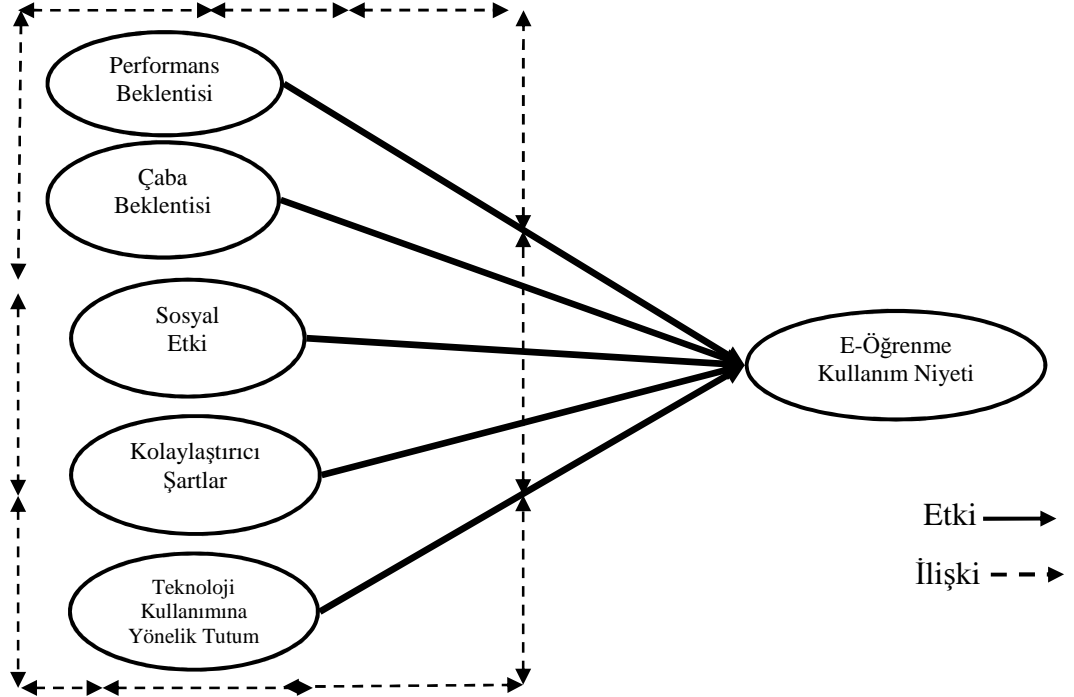 Performans
Beklentisi
Çaba
Beklentisi
Sosyal
Etki
Kolaylaştırıcı
Şartlar
Teknoloji
Kullanımına
Yönelik Tutum
E-Öğrenme
Kullanım Niyeti
Etki
İlişki